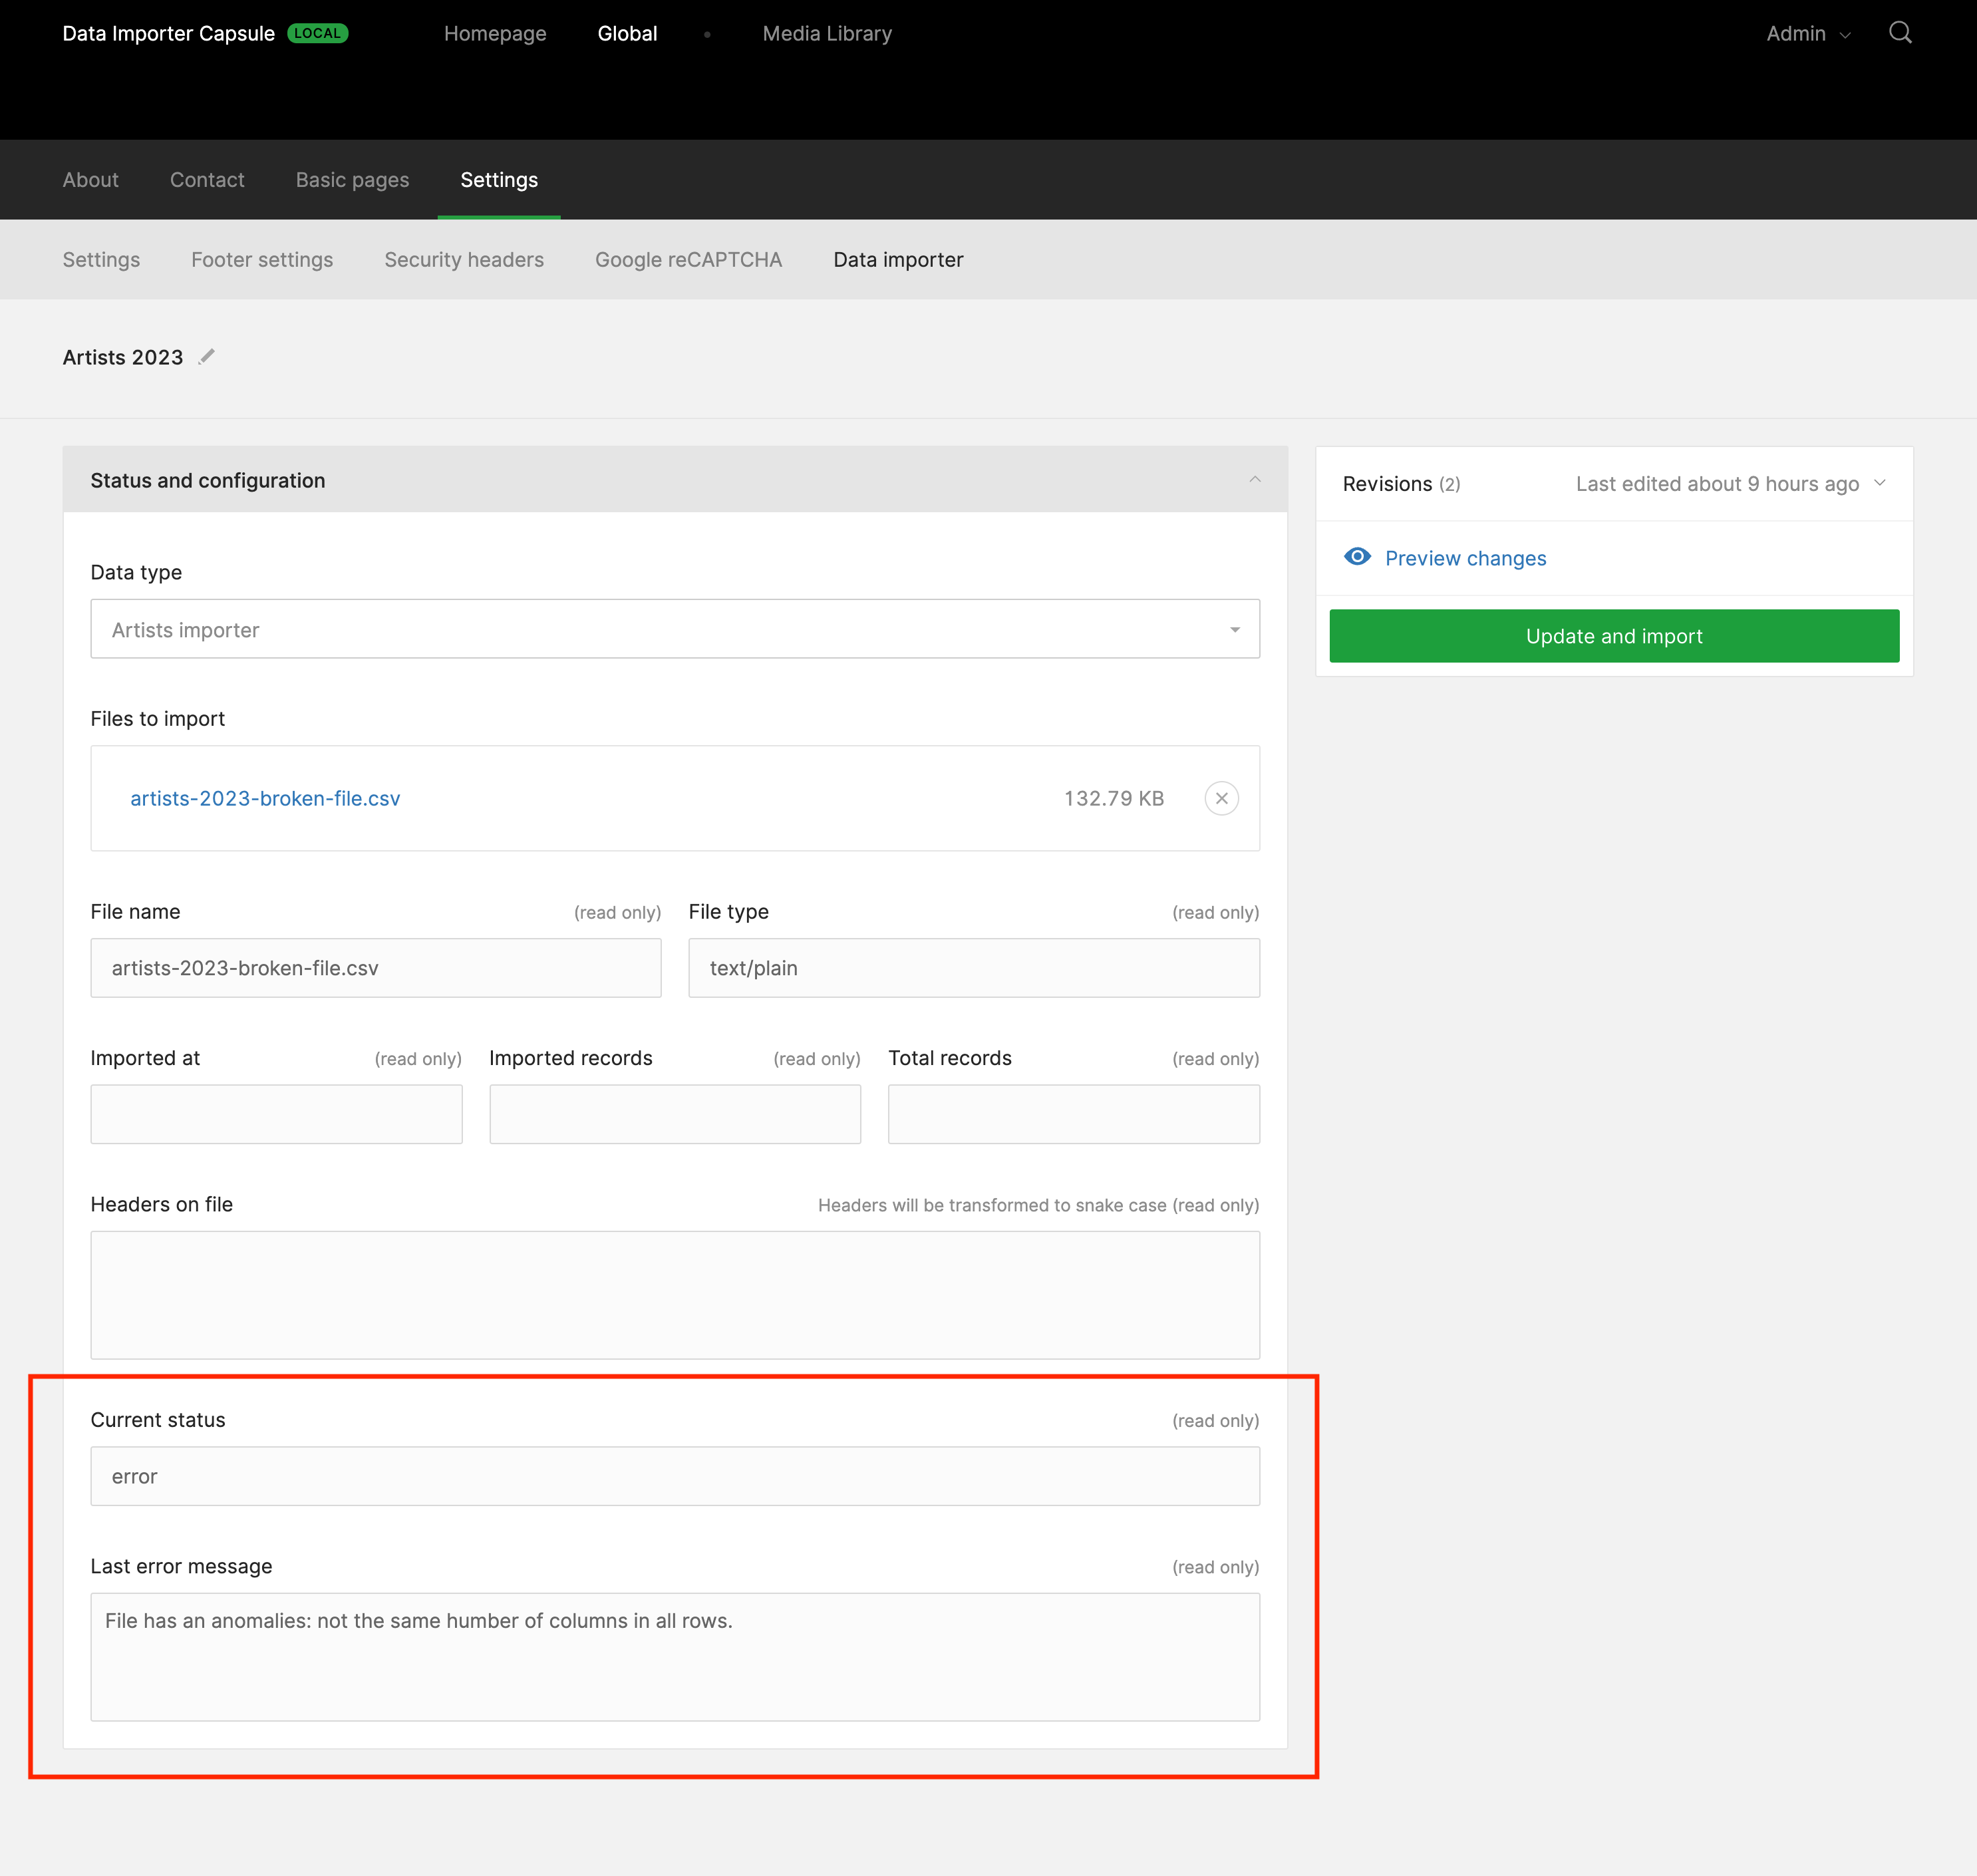 Data Importer Capsule LOCAL Homepage Global Media Library Admin
About Contact Basic pages Settings
Settings Footer settings Security headers Google reCAPTCHA Data importer
Artists 2023
Status and configuration
Revisions (2) Last edited about 9 hours ago
Preview changes
Update and import
Data type
Artists importer
Files to import
artists-2023-broken-file.csv 132.79 KB
File name (read only) File type (read only)
artists-2023-broken-file.csv text/plain
Imported at (read only) Imported records (read only) Total records (read only)
Headers on file Headers will be transformed to snake case (read only)
Current status (read only)
error
Last error message (read only)
File has an anomalies: not the same humber of columns in all rows.